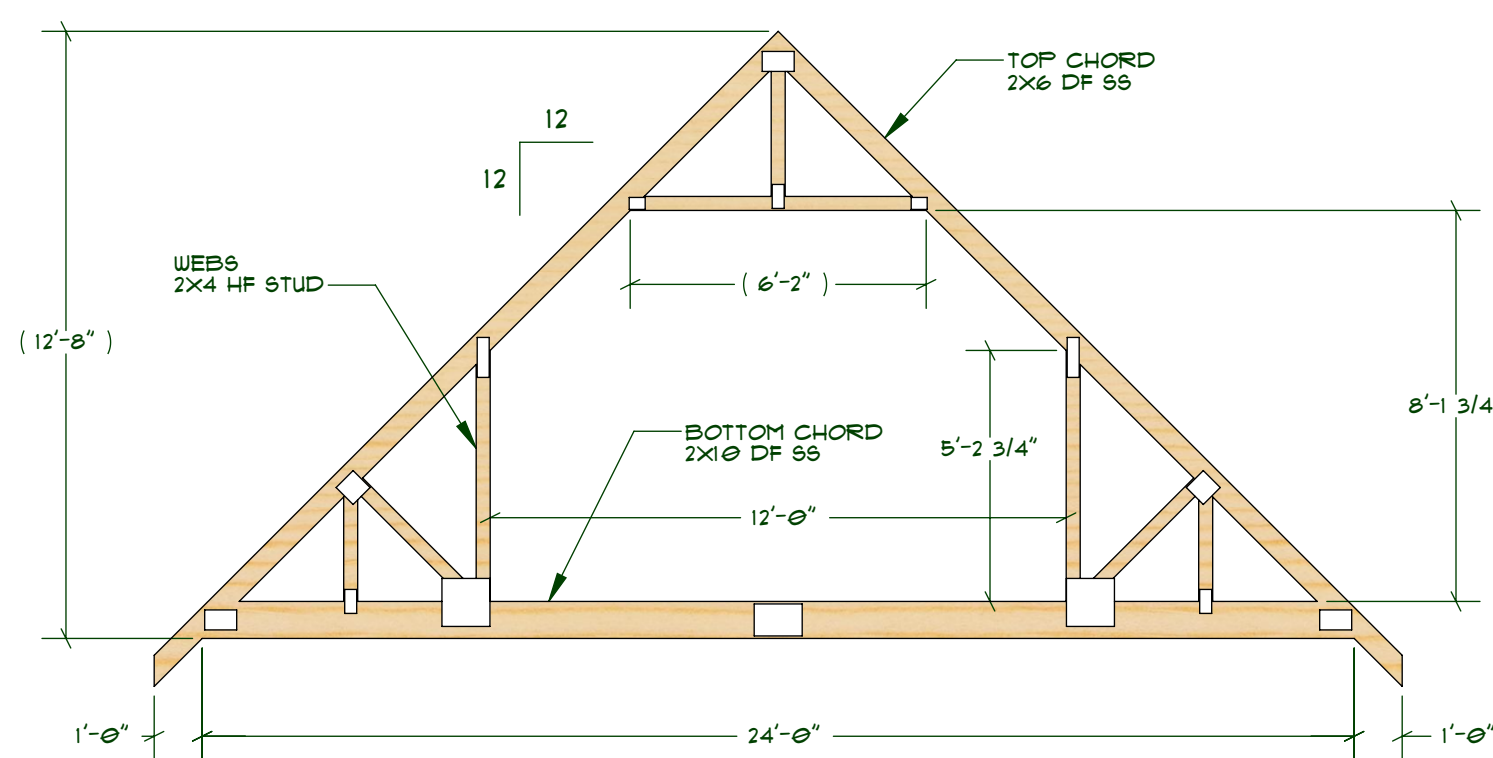 TOP CHORD
2X6 DF SS
12
12
WEBS
2X4 HF STUD
( 6'-2" )
( 12'-8" )
8'-1 3/4
BOTTOM CHORD
2X10 DF SS
5'-2 3/4"
12'-0"
1'-0"
24'-0"
1'-0"